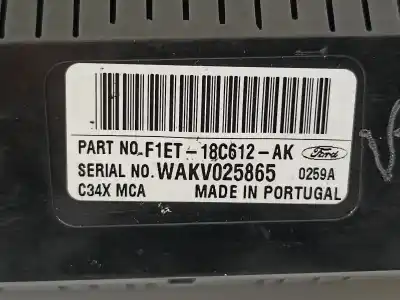 PART NO. F1ET-18C612-AK Ford
SERIAL NO. WAKV025865 0259A
C34X MCA MADE IN PORTUGAL